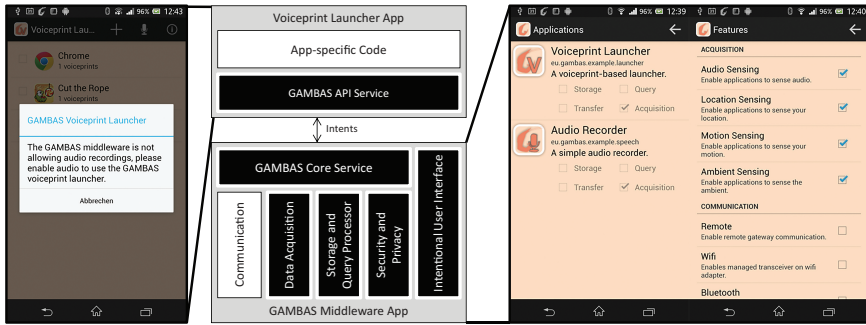 96% 12:43
Voiceprint Lau...
Chrome
1 voiceprints
Cut the Rope
1 voiceprints
GAMBAS Voiceprint Launcher
The GAMBAS middleware is not
allowing audio recordings, please
enable audio to use the GAMBAS
voiceprint launcher.
Abbrechen
Voiceprint Launcher App
App-specific Code
GAMBAS API Service
Intents
GAMBAS Core Service
Communication
Data Acquisition
Storage and
Query Processor
Security and
Privacy
Intentional User Interface
GAMBAS Middleware App
96% 12:39
Applications
Voiceprint Launcher
eu.gambas.example.launcher
A voiceprint-based launcher.
Storage Query
Transfer Acquisition
Audio Recorder
eu.gambas.example.speech
A simple audio recorder.
Storage Query
Transfer Acquisition
96% 12:40
Features
ACQUISITION
Audio Sensing
Enable applications to sense audio.
Location Sensing
Enable applications to sense your
location.
Motion Sensing
Enable applications to sense your
motion.
Ambient Sensing
Enable applications to sense the
ambient.
COMMUNICATION
Remote
Enable remote gateway communication.
Wifi
Enables managed transceiver on wifi
adapter.
Bluetooth